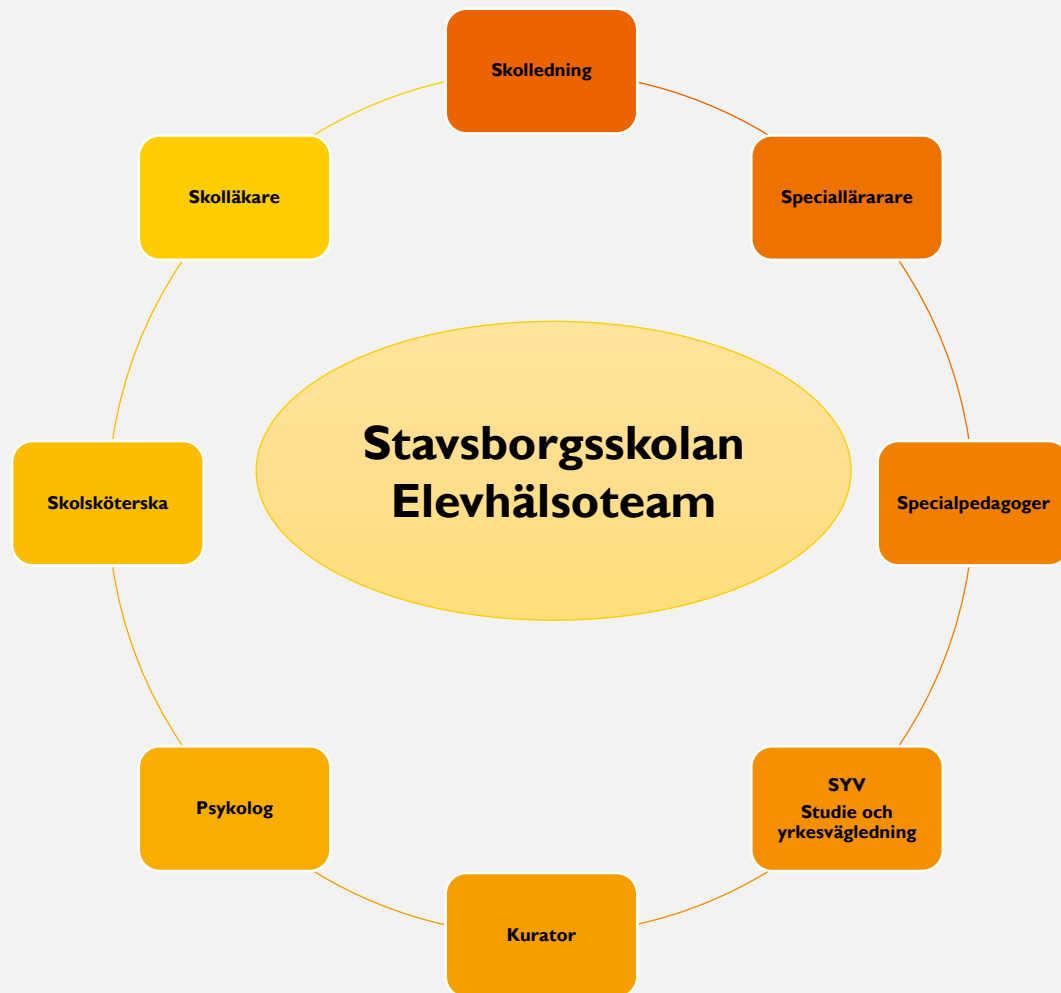 Skolledning
Skolläkare
Speciallärarare
Stavsborgsskolan
Elevhälsoteam
Skolsköterska
Specialpedagoger
Psykolog
SYV
Studie och
yrkesvägledning
Kurator